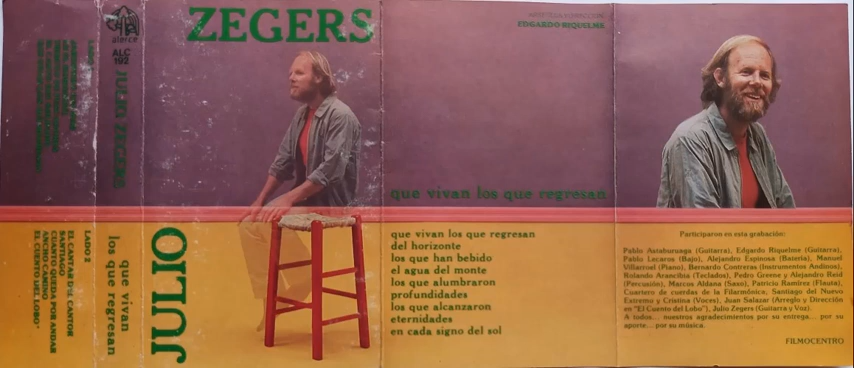 LADO 2
EL CANTAR DEL CANTOR
SANTIAGO
CUANTO QUEDA POR ANDAR
ANCHO CAMINO
EL CUENTO DEL LOBO
alerce
ALC
192
JULIO ZEGERS
que vivan
los que regresan
JULIO
ZEGERS
EDGARDO RIQUELME
que vivan los que regresan
que vivan los que regresan
del horizonte
los que han bebido
el agua del monte
los que alumbraron
profundidades
los que alcanzaron
eternidades
en cada signo del sol
Participaron en esta grabación:
Pablo Astaburuaga (Guitarra), Edgardo Riquelme (Guitarra),
Pablo Lecaros (Bajo), Alejandro Espinosa (Batería), Manuel
Villarroel (Piano), Bernardo Contreras (Instrumentos Andinos),
Rolando Arancibia (Teclados), Pedro Greene y Alejandro Reid
(Percusión), Marcos Aldana (Saxo), Patricio Ramírez (Flauta),
Cuarteto de cuerdas de la Filarmónica, Santiago del Nuevo
Extremo y Cristina (Voces), Juan Salazar (Arreglo y Dirección
en "El Cuento del Lobo"), Julio Zegers (Guitarra y Voz).
A todos... nuestros agradecimientos por su entrega... por su
aporte... por su música.
FILMOCENTRO